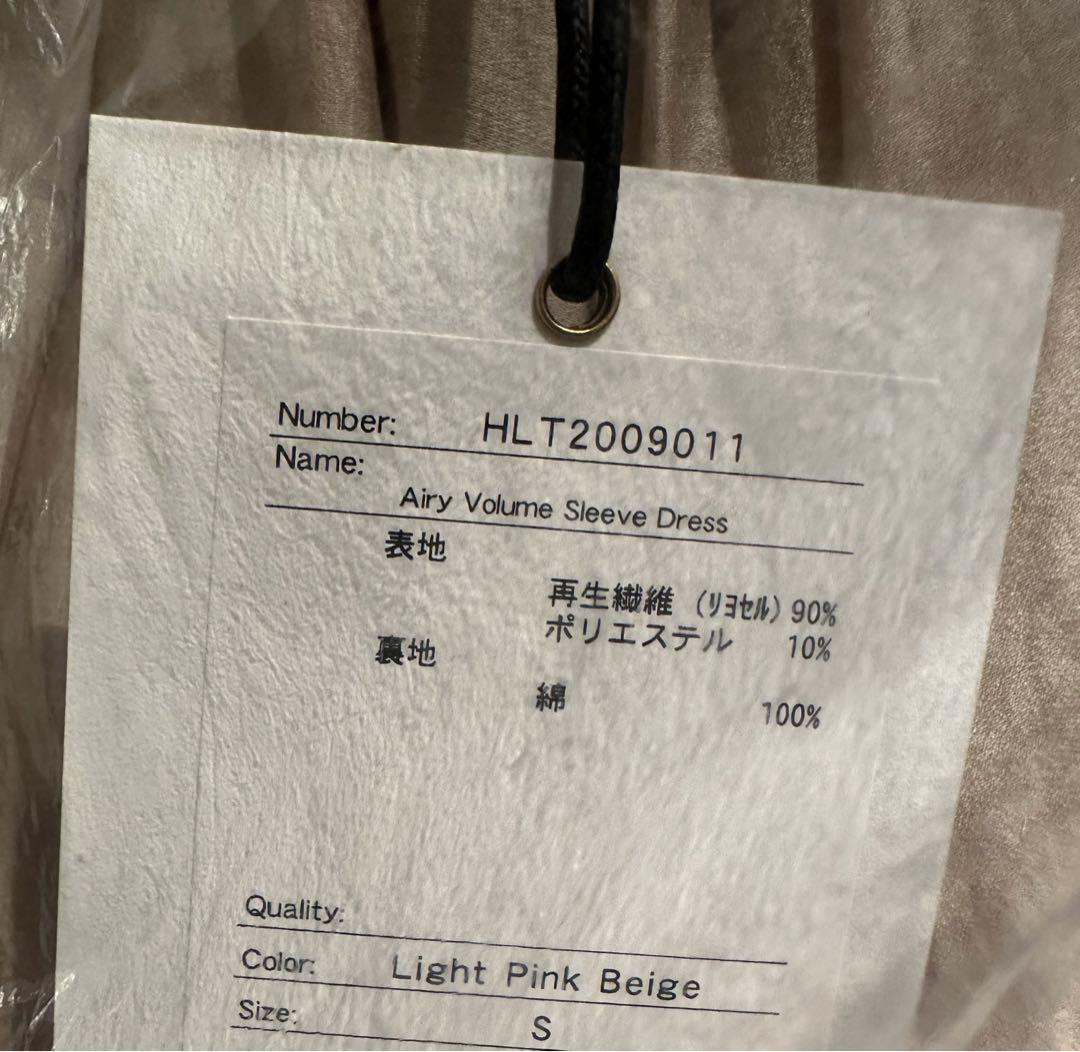 Number: HLT2009011
Name:
Airy Volume Sleeve Dress
表地
再生繊維 (リヨセル) 90%
ポリエステル 10%
裏地
綿 100%
Quality:
Color: Light Pink Beige
Size: S